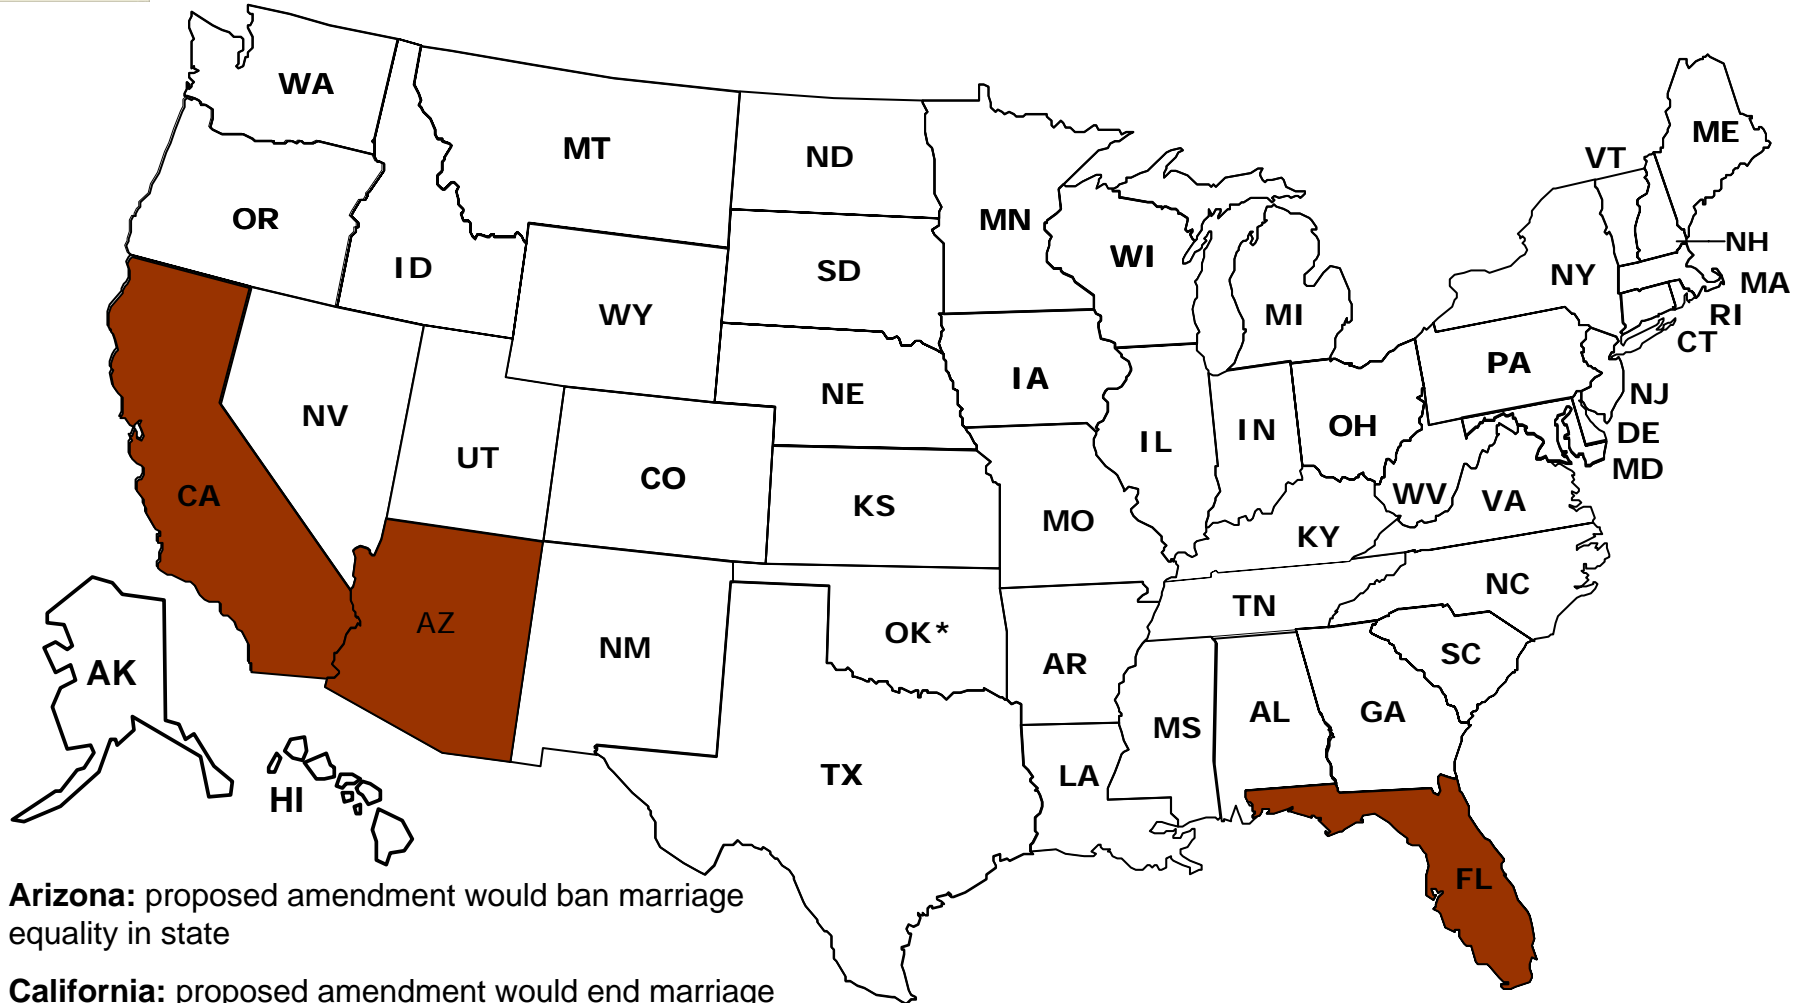 WA
MT
ND
MN
ME
VT
OR
ID
SD
WI
NH
WY
MI
NY
MA
RI
CT
NV
UT
NE
IA
PA
NJ
CO
IL
IN
OH
DE
MD
CA
KS
MO
WV
VA
KY
AZ
NM
OK*
TN
NC
AK
AR
SC
MS
AL
GA
HI
TX
LA
FL
Arizona: proposed amendment would ban marriage
equality in state
California: proposed amendment would end marriage